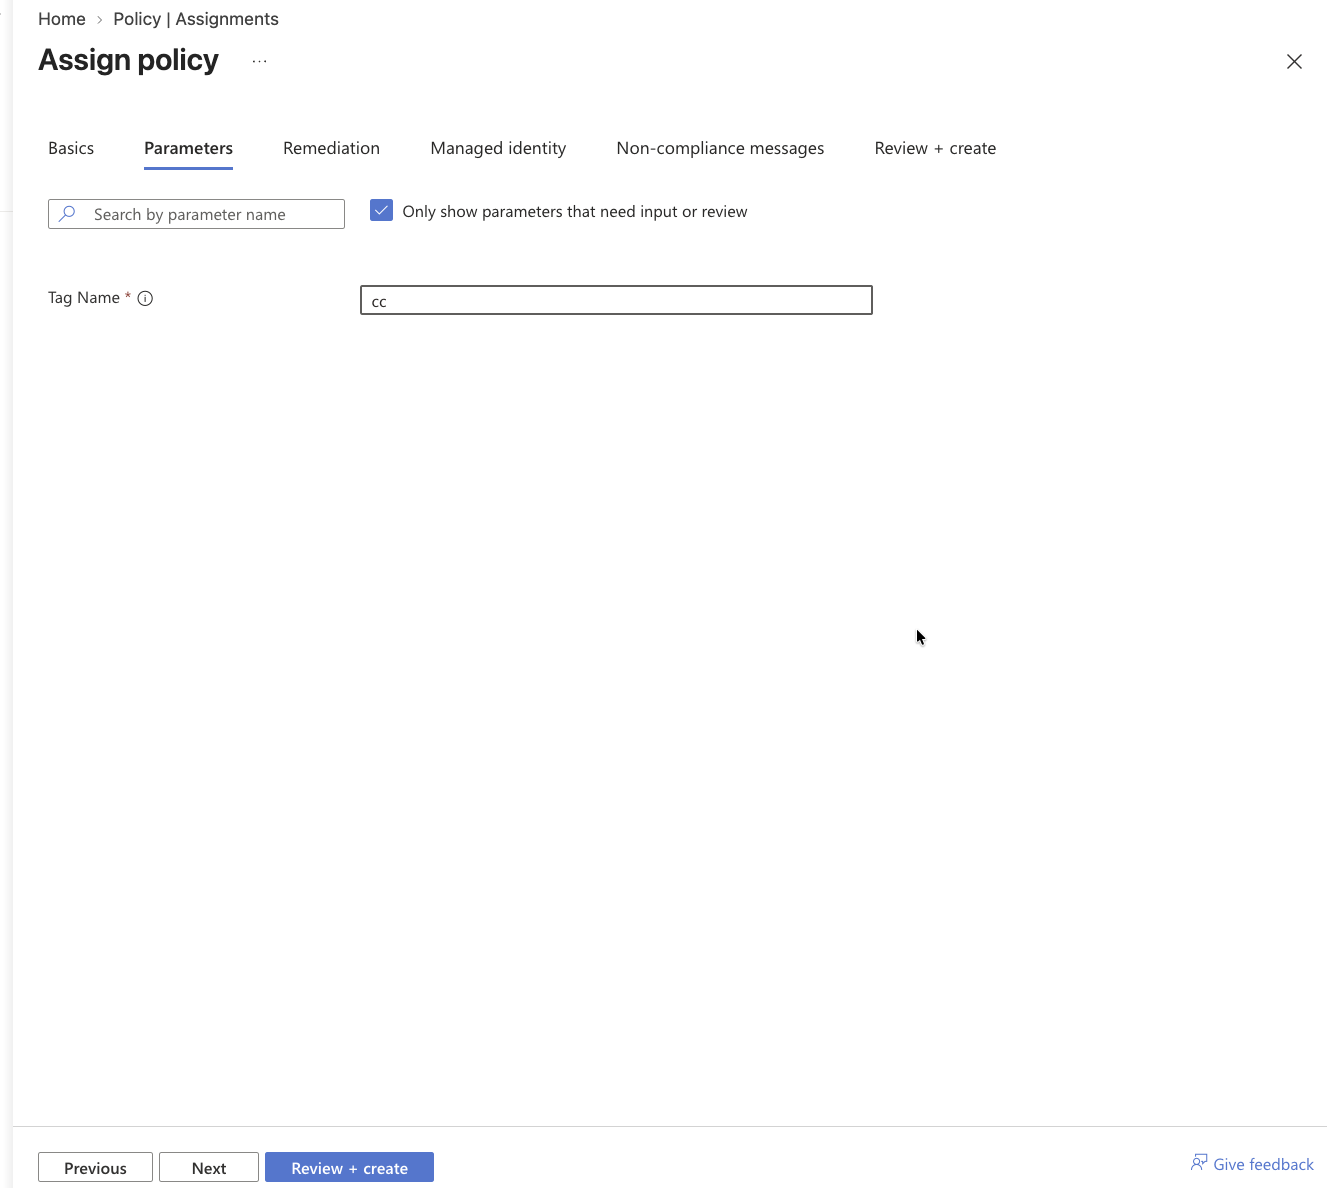 Home > Policy | Assignments
Assign policy ...
Basics Parameters Remediation Managed identity Non-compliance messages Review + create
Search by parameter name Only show parameters that need input or review
Tag Name * cc
Previous Next Review + create Give feedback